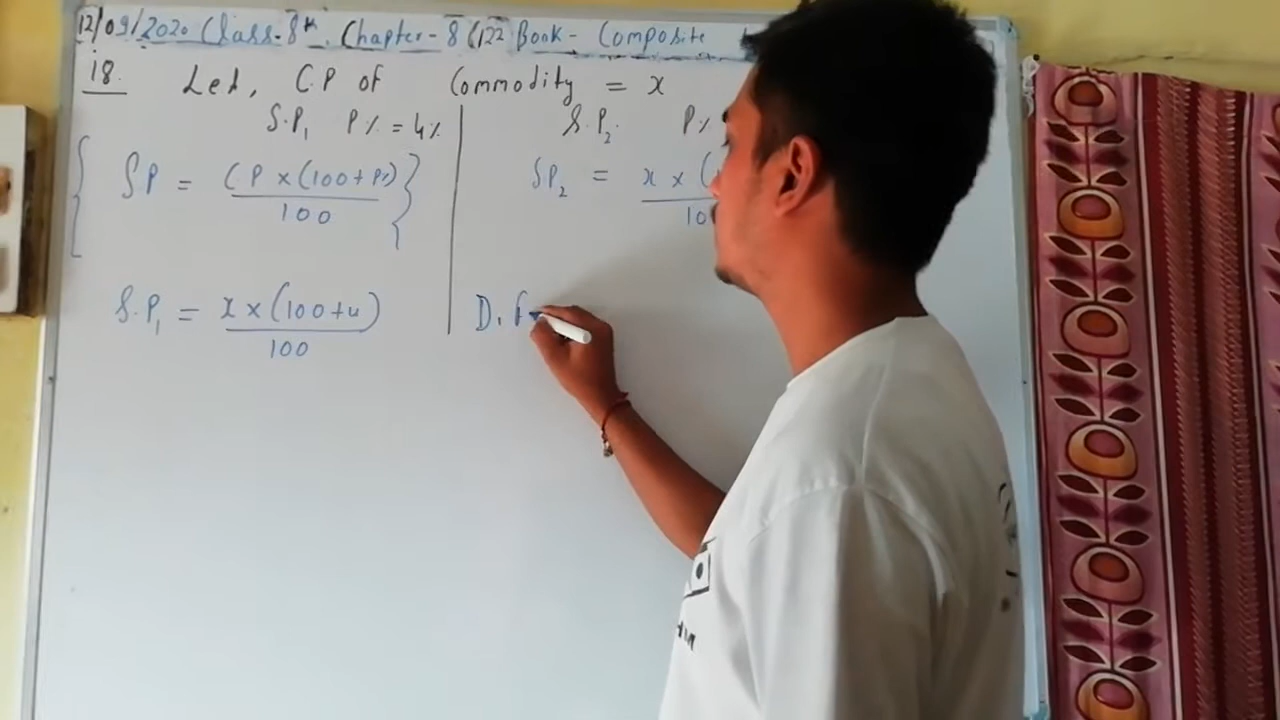 12/09/2020 Class-8th. Chapter-8 (122 Book- Composite
18. Let, C.P of Commodity = x
S.P1 P% = 4%
S.P2. P%
SP = CP x (100+P%)
100
SP2 = x x (
100
S.P1 = x x (100+4)
100
D.f